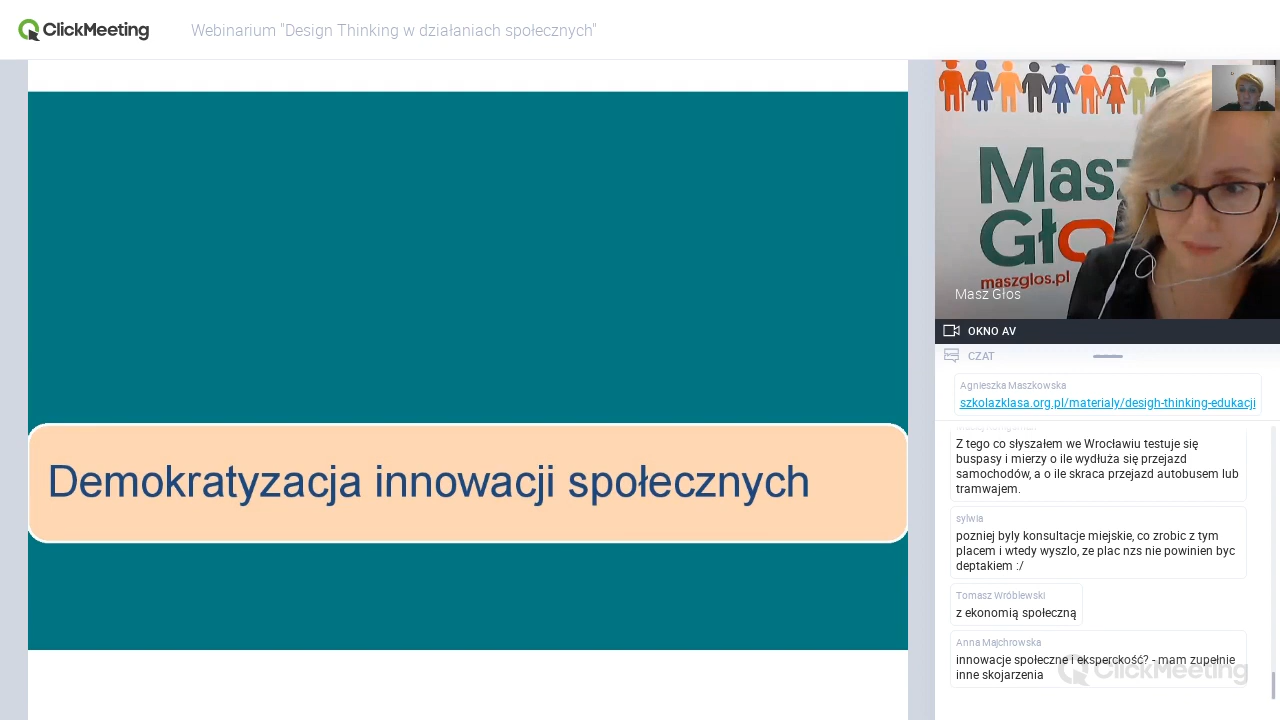 ClickMeeting
Webinarium "Design Thinking w działaniach społecznych"
Demokratyzacja innowacji społecznych
Masz
Głos
maszglos.pl
Masz Głos
OKNO AV
CZAT
Agnieszka Maszkowska
szkolazklasa.org.pl/materialy/desigh-thinking-edukacji
Z tego co słyszałem we Wrocławiu testuje się
buspasy i mierzy o ile wydłuża się przejazd
samochodów, a o ile skraca przejazd autobusem lub
tramwajem.
sylwia
pozniej byly konsultacje miejskie, co zrobic z tym
placem i wtedy wyszlo, ze plac nzs nie powinien byc
deptakiem :/
Tomasz Wróblewski
z ekonomią społeczną
Anna Majchrowska
innowacje społeczne i eksperckość? - mam zupełnie
inne skojarzenia
ClickMeeting